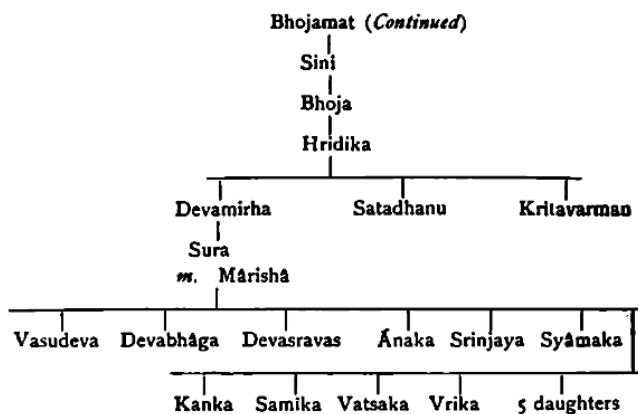 Bhojamat (Continued)
Sini
Bhoja
Hridika
Devamirha Satadhanu Kritavarman
Sura
m. Mârishâ
Vasudeva Devabhâga Devasravas Ánaka Srinjaya Syâmaka
Kanka Samika Vatsaka Vrika 5 daughters